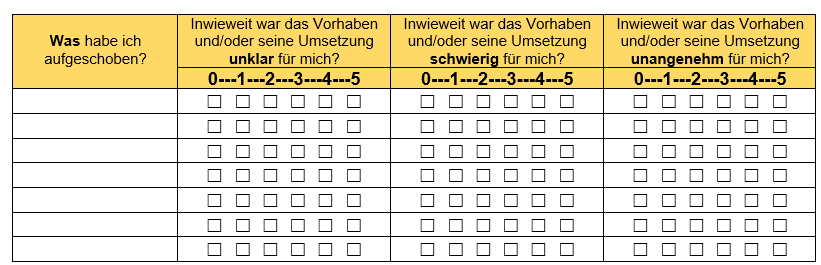 Was habe ich
aufgeschoben?
Inwieweit war das Vorhaben
und/oder seine Umsetzung
unklar für mich?
0---1---2---3---4---5
Inwieweit war das Vorhaben
und/oder seine Umsetzung
schwierig für mich?
0---1---2---3---4---5
Inwieweit war das Vorhaben
und/oder seine Umsetzung
unangenehm für mich?
0---1---2---3---4---5